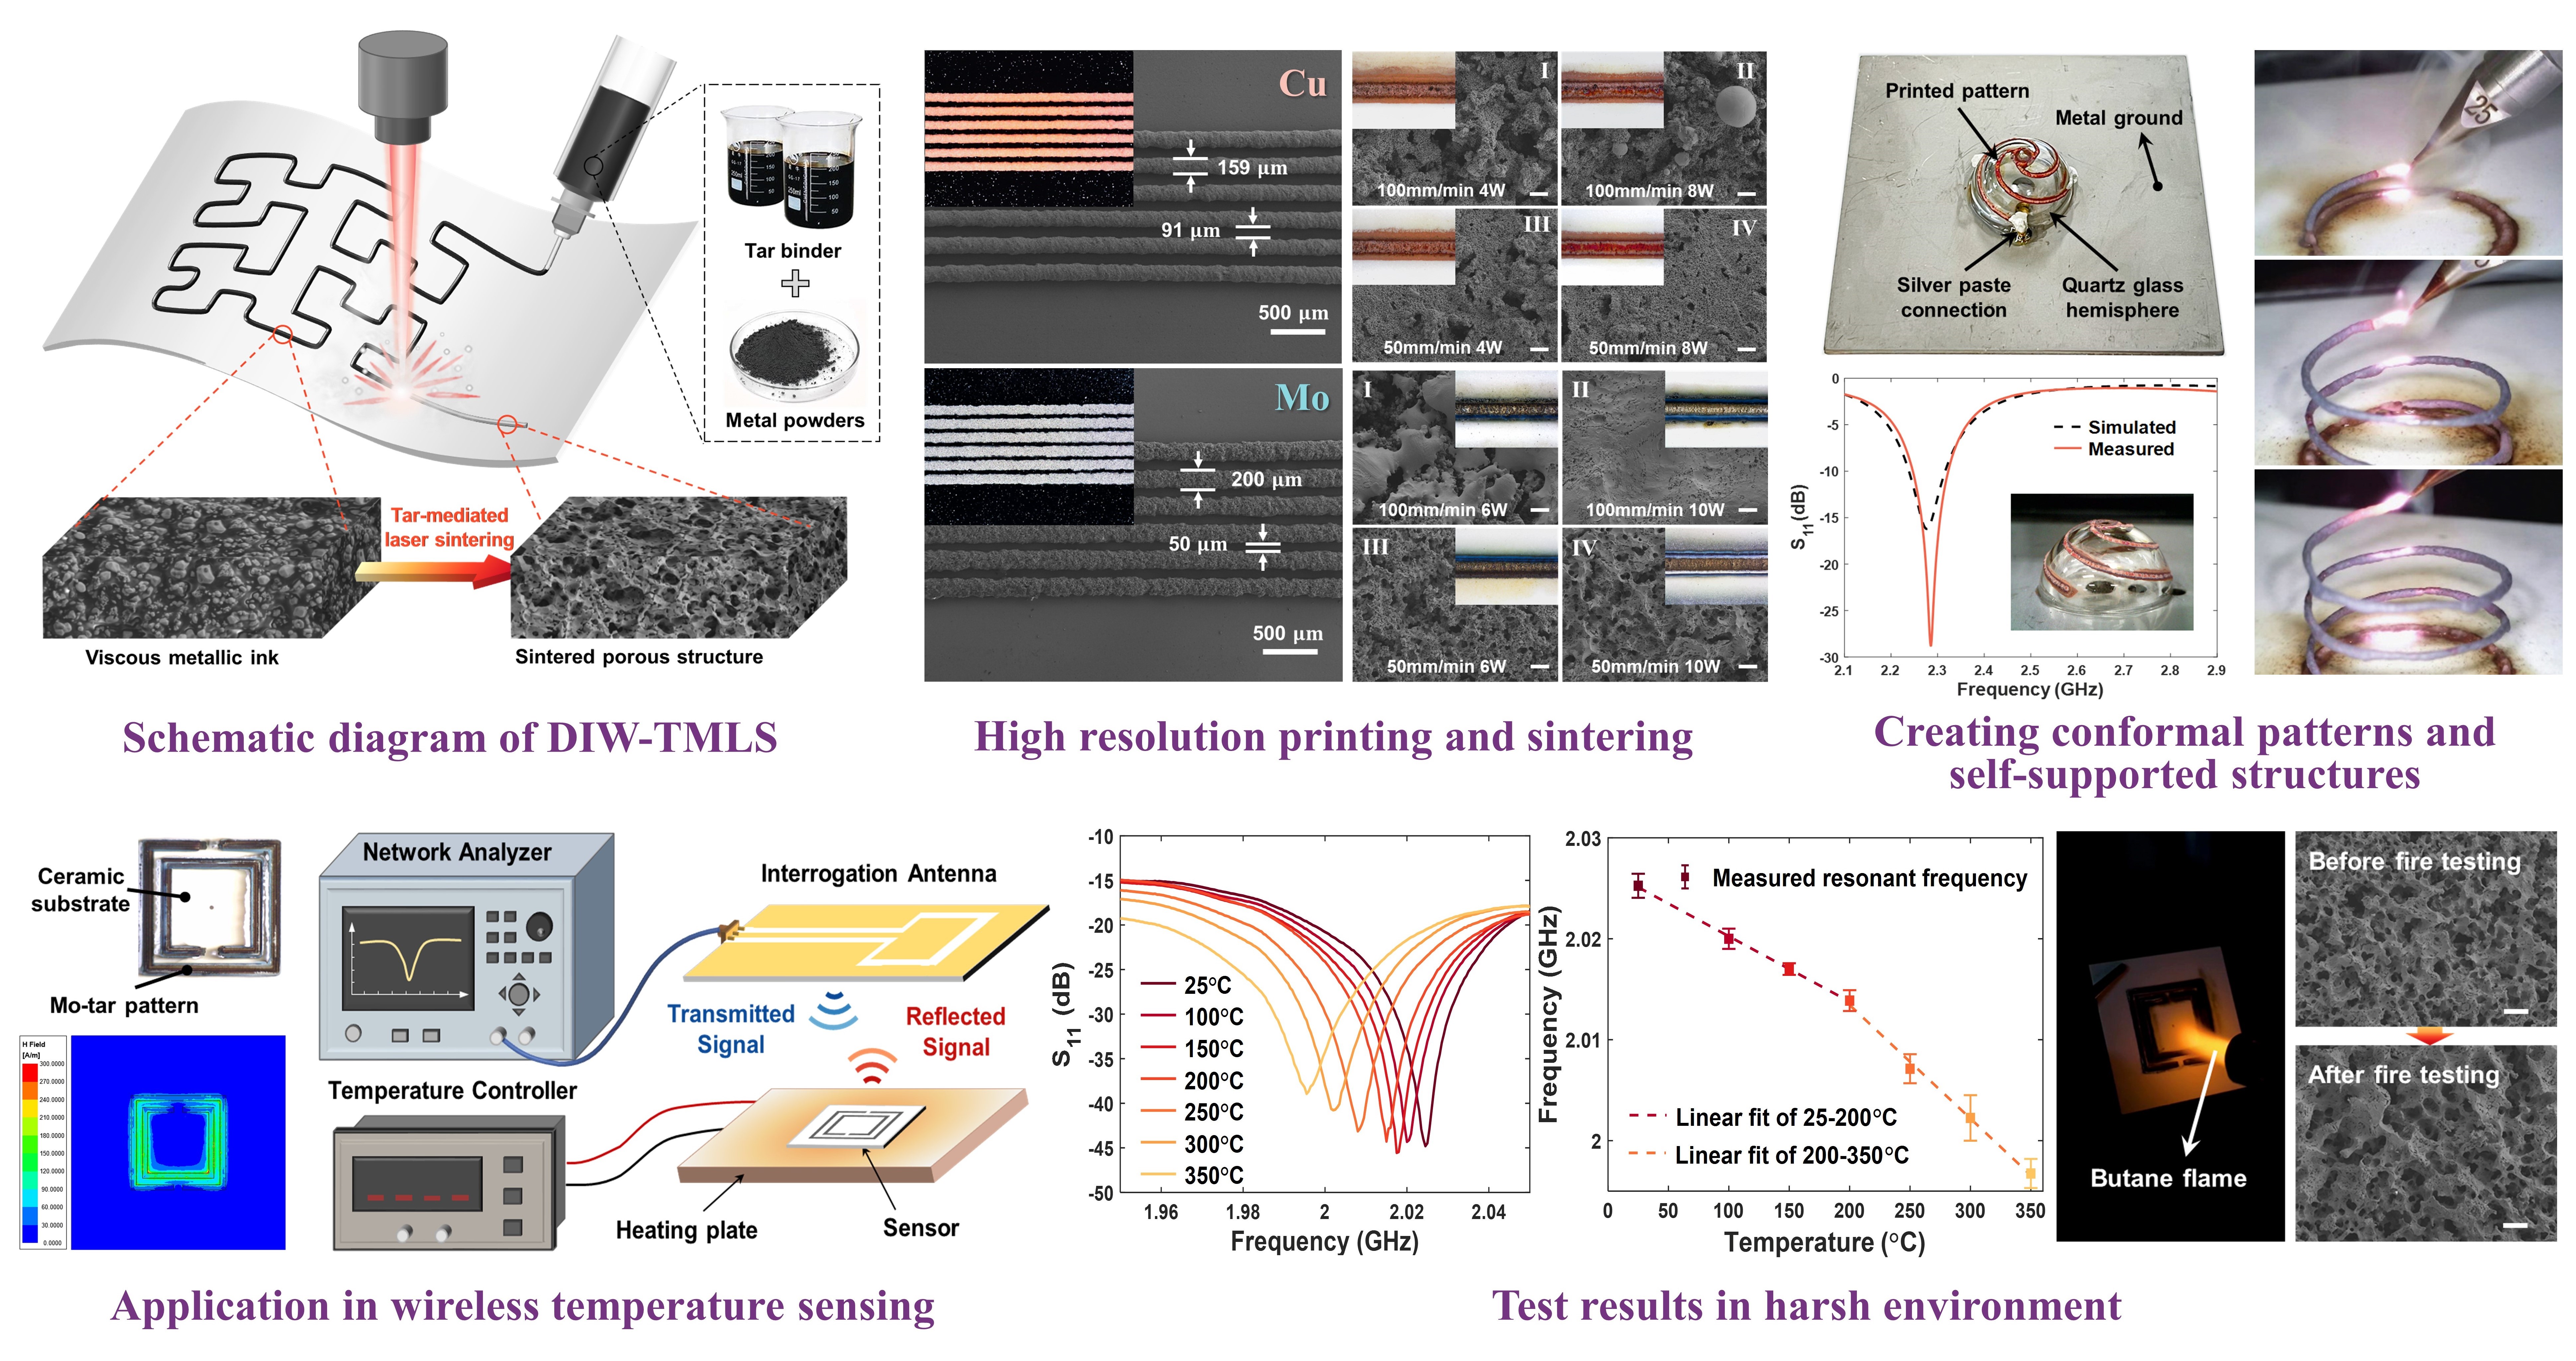 Tar binder
Metal powders
Tar-mediated
laser sintering
Viscous metallic ink
Sintered porous structure
Schematic diagram of DIW-TMLS
Cu
159 μm
91 μm
500 μm
Mo
200 μm
50 μm
500 μm
I
100mm/min 4W
II
100mm/min 8W
III
50mm/min 4W
IV
50mm/min 8W
I
100mm/min 6W
II
100mm/min 10W
III
50mm/min 6W
IV
50mm/min 10W
High resolution printing and sintering
Printed pattern
Metal ground
Silver paste
connection
Quartz glass
hemisphere
25
0
-5
-10
-15
-20
-25
-30
S11 (dB)
Simulated
Measured
2.1 2.2 2.3 2.4 2.5 2.6 2.7 2.8 2.9
Frequency (GHz)
Creating conformal patterns and
self-supported structures
Ceramic
substrate
Mo-tar pattern
H Field
[A/m]
300.0000
270.0000
240.0000
210.0000
180.0000
150.0000
120.0000
90.0000
60.0000
30.0000
0.0000
Network Analyzer
Interrogation Antenna
Transmitted
Signal
Reflected
Signal
Temperature Controller
Heating plate
Sensor
Application in wireless temperature sensing
-10
-15
-20
-25
-30
-35
-40
-45
-50
S11 (dB)
25°C
100°C
150°C
200°C
250°C
300°C
350°C
1.96 1.98 2 2.02 2.04
Frequency (GHz)
2.03
2.02
2.01
2
Frequency (GHz)
Measured resonant frequency
Linear fit of 25-200°C
Linear fit of 200-350°C
0 50 100 150 200 250 300 350
Temperature (°C)
Butane flame
Before fire testing
After fire testing
Test results in harsh environment